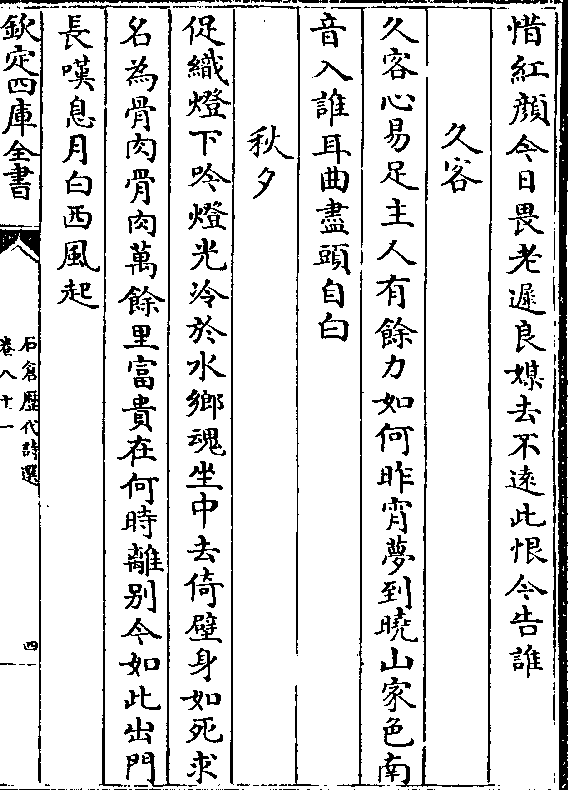 惜紅顔今日畏老遲良媒去不遠此恨今告誰
久客
久客心易足主人有餘力如何昨宵夢到曉山家色南
音入誰耳曲盡頭自白
秋夕
促織燈下吟燈光冷於水鄉魂坐中去倚壁身如死求
名為骨肉骨肉萬餘里富貴在何時離別今如此出門
長嘆息月白西風起
欽定四庫全書
石倉歷代詩選
卷八十一
四